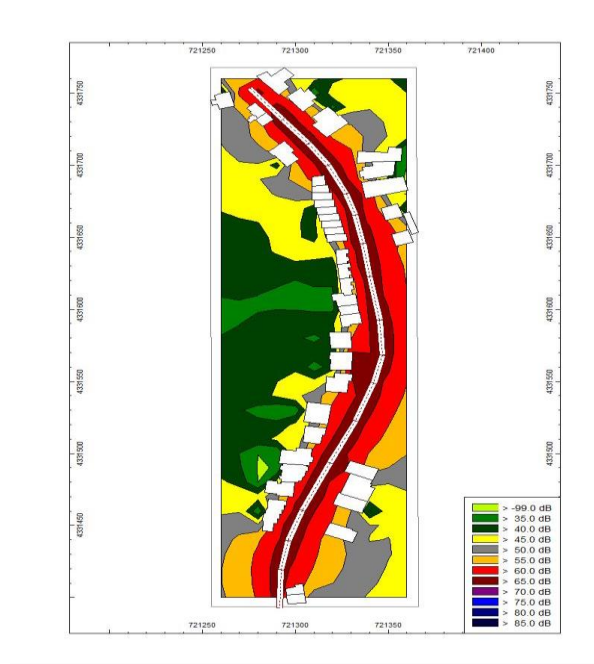 721250 721300 721350 721400
4331750 4331750
4331700 4331700
4331650 4331650
4331600 4331600
4331550 4331550
4331500 4331500
4331450 4331450
> -99.0 dB
> 35.0 dB
> 40.0 dB
> 45.0 dB
> 50.0 dB
> 55.0 dB
> 60.0 dB
> 65.0 dB
> 70.0 dB
> 75.0 dB
> 80.0 dB
> 85.0 dB
721250 721300 721350